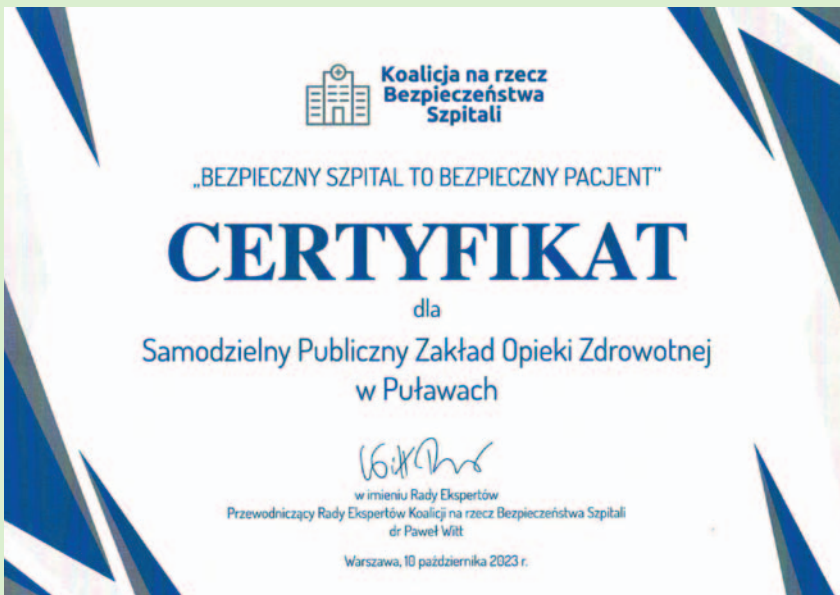 Koalicja na rzecz
Bezpieczeństwa
Szpitali
„BEZPIECZNY SZPITAL TO BEZPIECZNY PACJENT”
CERTYFIKAT
dla
Samodzielny Publiczny Zakład Opieki Zdrowotnej
w Puławach
w imieniu Rady Ekspertów
Przewodniczący Rady Ekspertów Koalicji na rzecz Bezpieczeństwa Szpitali
dr Paweł Witt
Warszawa, 10 października 2023 r.